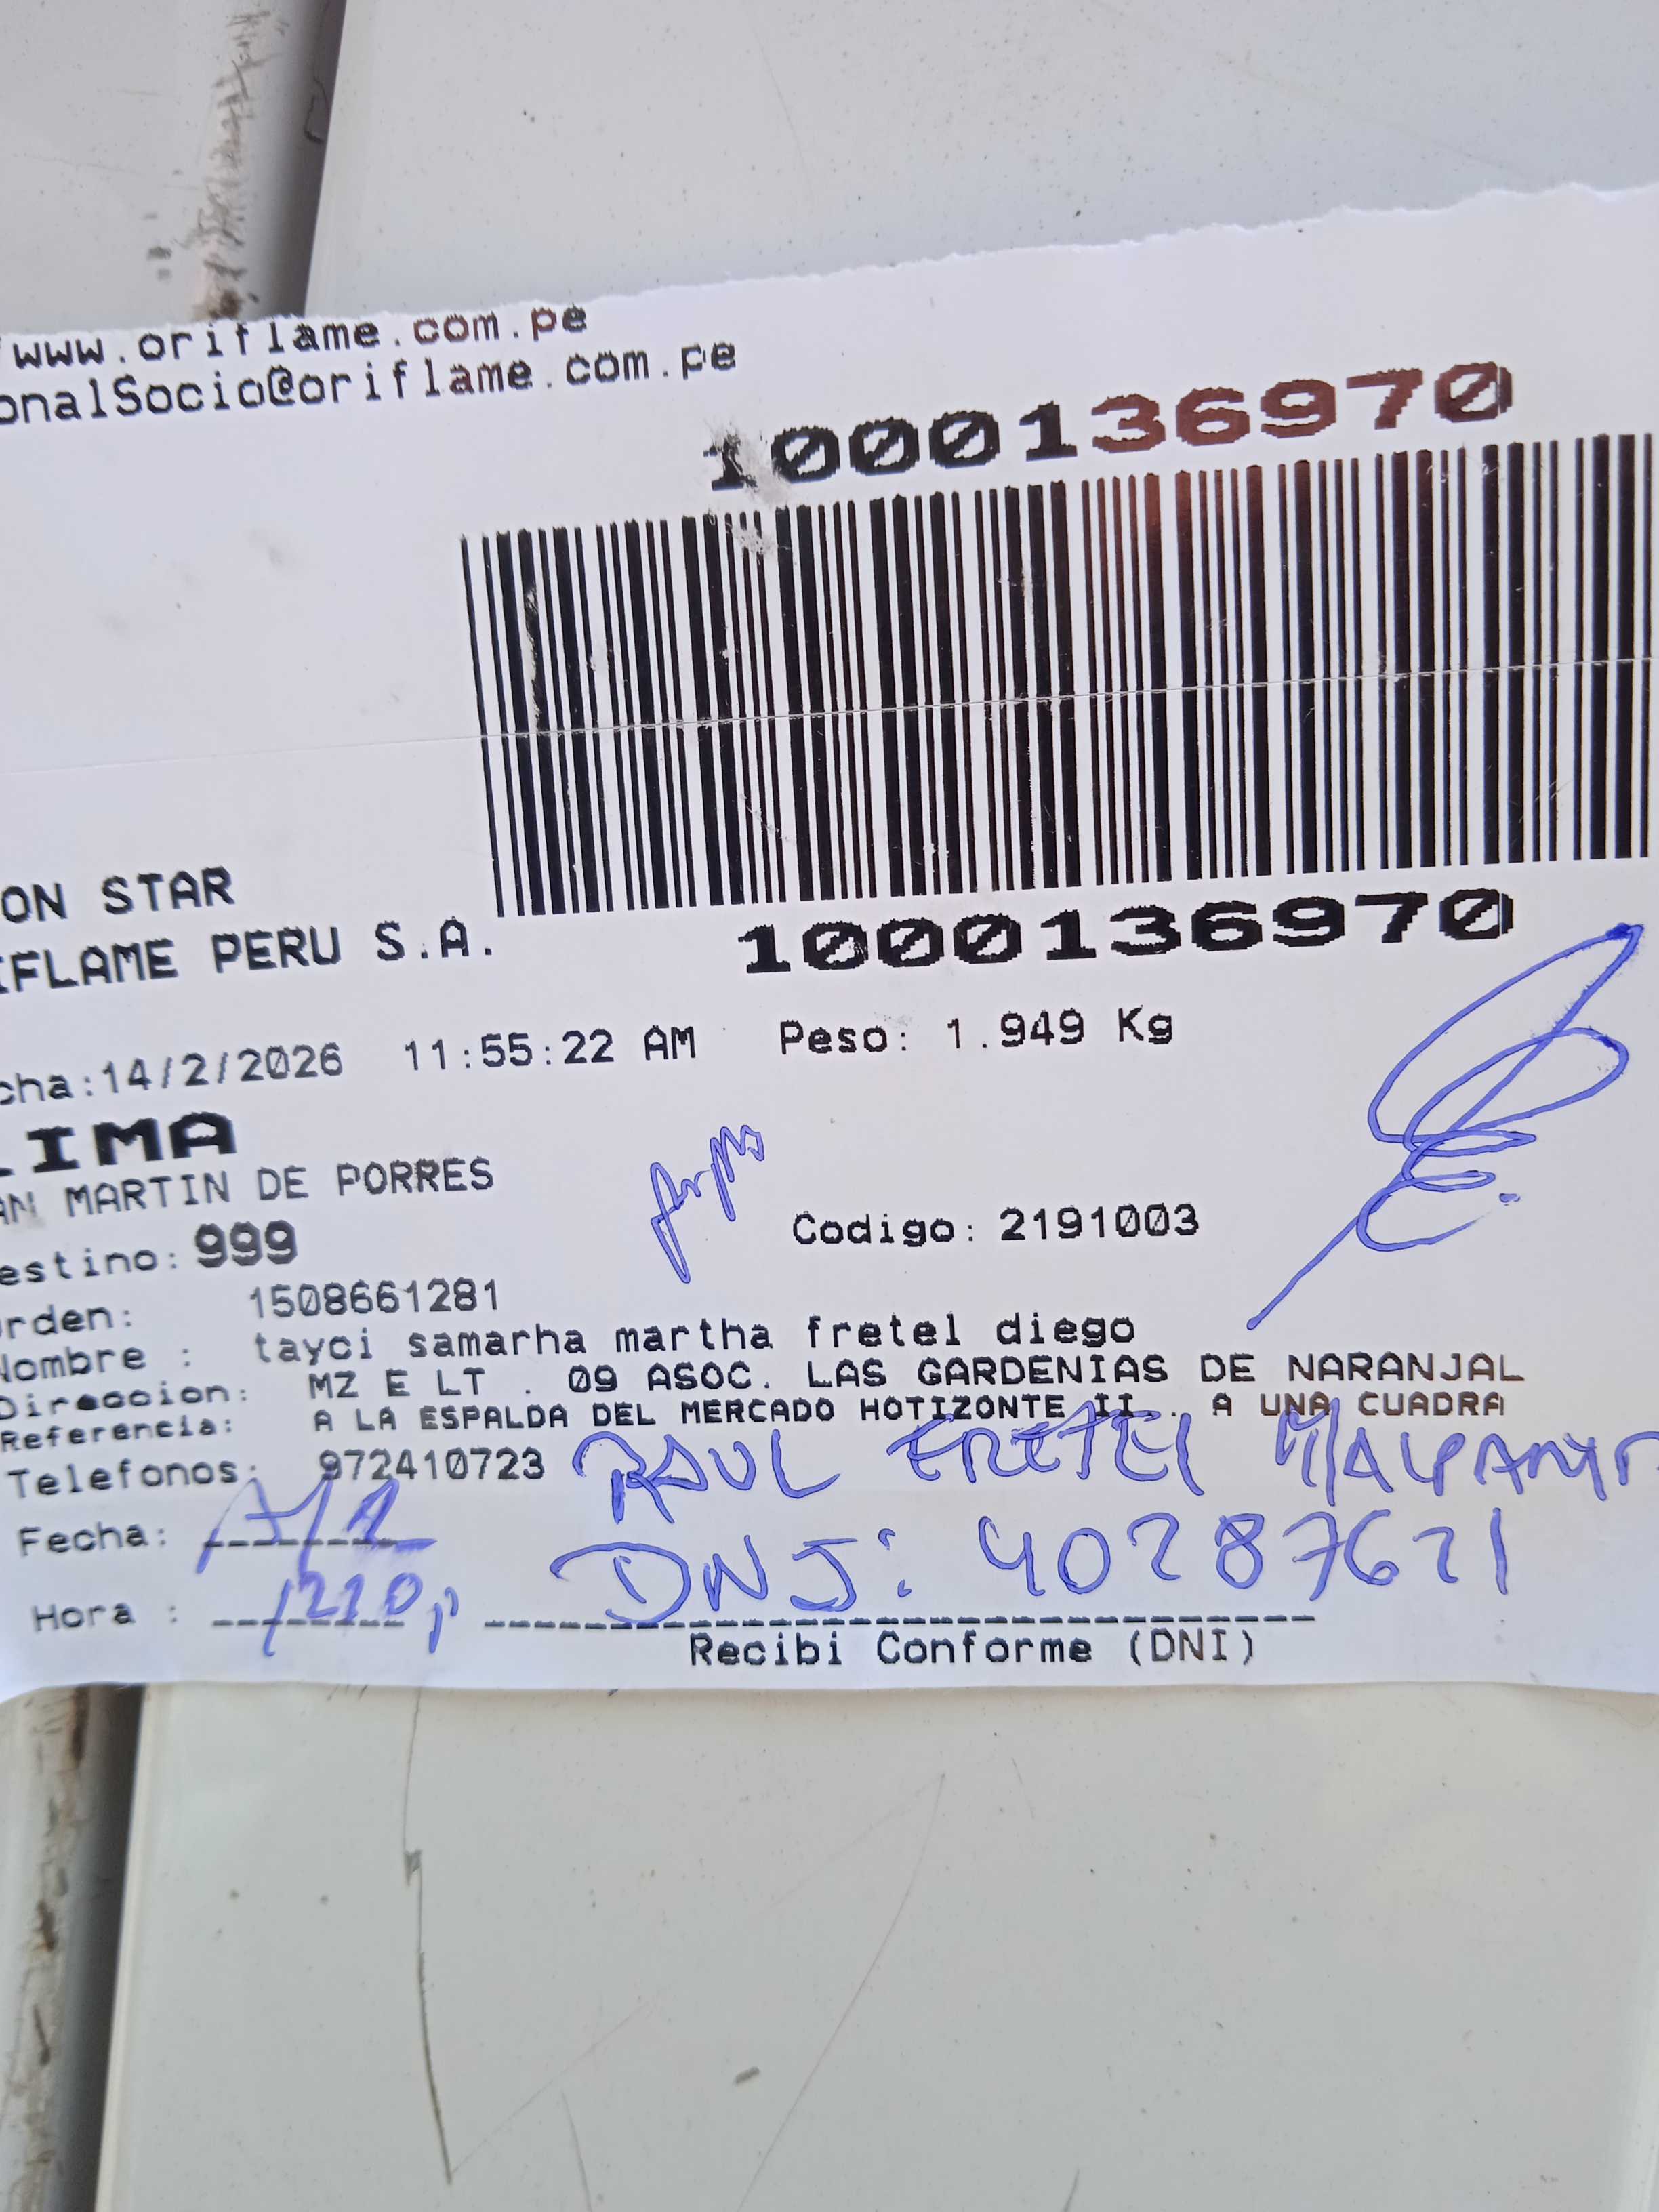 www.oriflame.com.pe
onalSocio@oriflame.com.pe
1000136970
1000136970
ON STAR
IFLAME PERU S.A.
cha:14/2/2026 11:55:22 AM Peso: 1.949 Kg
LIMA
AN MARTIN DE PORRES
estino: 999 Codigo: 2191003
rden: 1508661281
Nombre : tayci samarha martha fretel diego
Direccion: MZ E LT . 09 ASOC. LAS GARDENIAS DE NARANJAL
Referencia: A LA ESPALDA DEL MERCADO HOTIZONTE II.. A UNA CUADRA
Telefonos: 972410723 RAUL FRETEL
Fecha: DNI: 40287621
Hora : 1210p
Recibi Conforme (DNI)